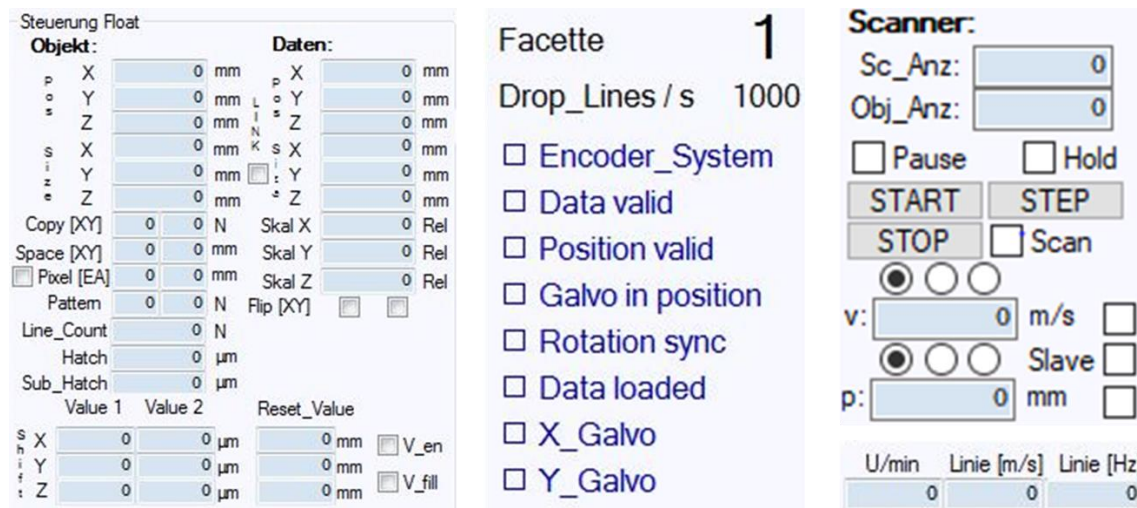 Steuerung Float
Objekt: Daten:
Pos X 0 mm Pos X 0 mm
Y 0 mm LINK Y 0 mm
Z 0 mm Z 0 mm
Size X 0 mm Size X 0 mm
Y 0 mm Y 0 mm
Z 0 mm Z 0 mm
Copy [XY] 0 0 N Skal X 0 Rel
Space [XY] 0 0 mm Skal Y 0 Rel
Pixel [EA] 0 0 mm Skal Z 0 Rel
Pattern 0 0 N Flip [XY]
Line_Count 0 N
Hatch 0 µm
Sub_Hatch 0 µm
Value 1 Value 2 Reset_Value
Shift X 0 0 µm 0 mm V_en
Y 0 0 µm 0 mm
Z 0 0 µm 0 mm V_fill
Facette 1
Drop_Lines / s 1000
Encoder_System
Data valid
Position valid
Galvo in position
Rotation sync
Data loaded
X_Galvo
Y_Galvo
Scanner:
Sc_Anz: 0
Obj_Anz: 0
Pause Hold
START STEP
STOP Scan
v: 0 m/s
Slave
p: 0 mm
U/min Linie [m/s] Linie [Hz
0 0 0